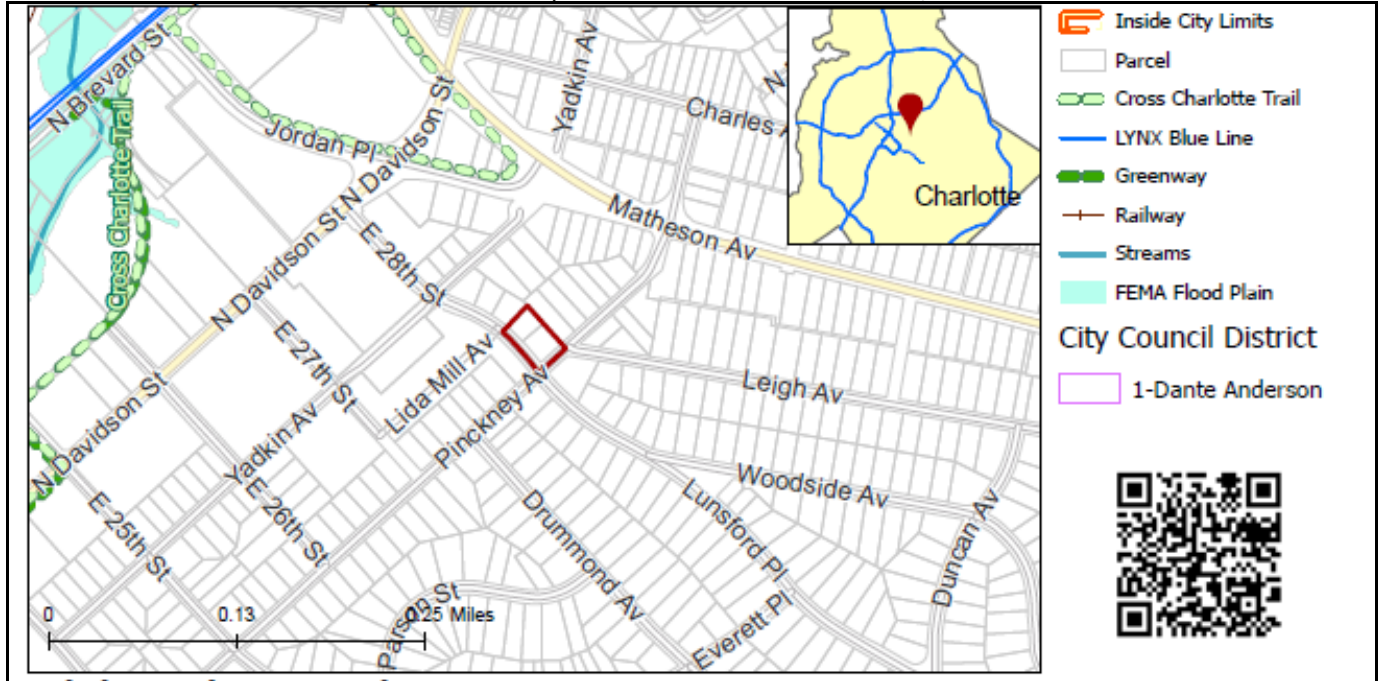 N Brevard St
Cross Charlotte Trail
Jordan Pl
N Davidson St
Yadkin Av
Charles
N
Matheson Av
Charlotte
E 28th St
N Davidson St
E 27th St
Lida Mill Av
Pinckney Av
Leigh Av
N Davidson St
Yadkin Av
E 26th St
E 25th St
Woodside Av
Lunsford Pl
Drummond Av
Duncan Av
Parson St
Everett Pl
0 0.13 0.25 Miles
Inside City Limits
Parcel
Cross Charlotte Trail
LYNX Blue Line
Greenway
Railway
Streams
FEMA Flood Plain
City Council District
1-Dante Anderson